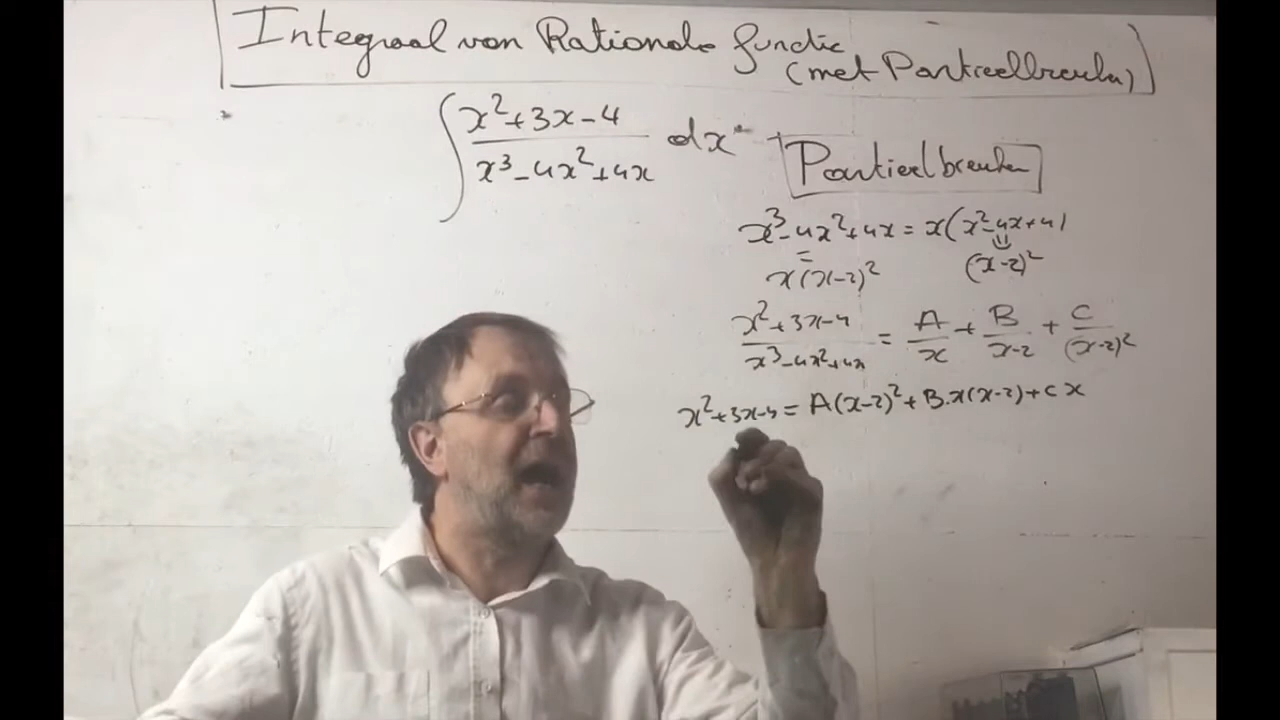 Integraal van Rationale functie
(met Partieelbreuken)
∫ x²+3x-4 / x³-4x²+4x dx
Partieelbreuken
x³-4x²+4x = x(x²-4x+4)
= =
x(x-2)² (x-2)²
x²+3x-4 / x³-4x²+4x = A/x + B/x-2 + C/(x-2)²
x²+3x-4 = A(x-2)² + B.x(x-2) + Cx